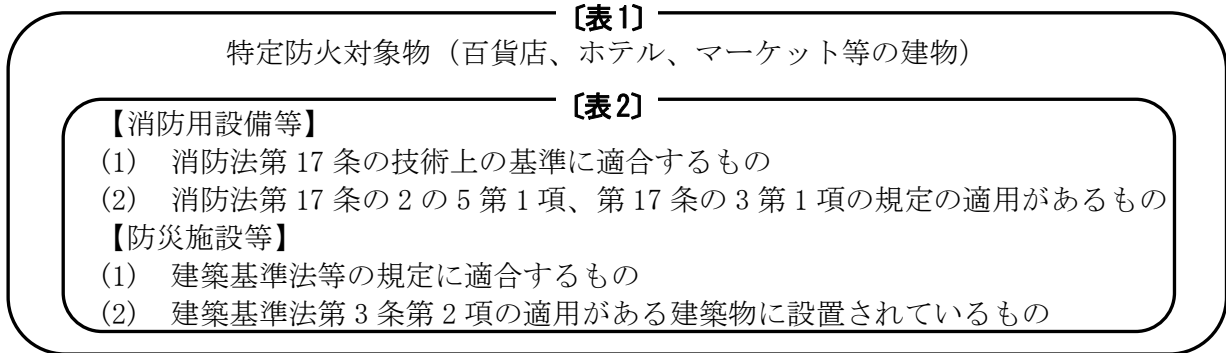 〔表1〕
特定防火対象物（百貨店、ホテル、マーケット等の建物）
〔表2〕
【消防用設備等】
(1) 消防法第 17 条の技術上の基準に適合するもの
(2) 消防法第 17 条の 2 の 5 第 1 項、第 17 条の 3 第 1 項の規定の適用があるもの
【防災施設等】
(1) 建築基準法等の規定に適合するもの
(2) 建築基準法第 3 条第 2 項の適用がある建築物に設置されているもの